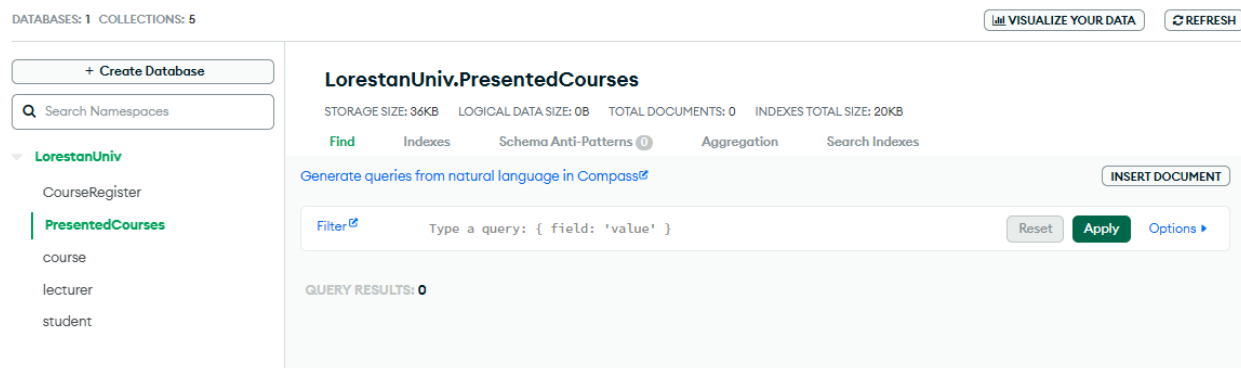 DATABASES: 1 COLLECTIONS: 5
VISUALIZE YOUR DATA
REFRESH
+ Create Database
Search Namespaces
LorestanUniv
CourseRegister
PresentedCourses
course
lecturer
student
LorestanUniv.PresentedCourses
STORAGE SIZE: 36KB LOGICAL DATA SIZE: 0B TOTAL DOCUMENTS: 0 INDEXES TOTAL SIZE: 20KB
Find Indexes Schema Anti-Patterns 0 Aggregation Search Indexes
Generate queries from natural language in Compass
INSERT DOCUMENT
Filter Type a query: { field: 'value' } Reset Apply Options
QUERY RESULTS: 0